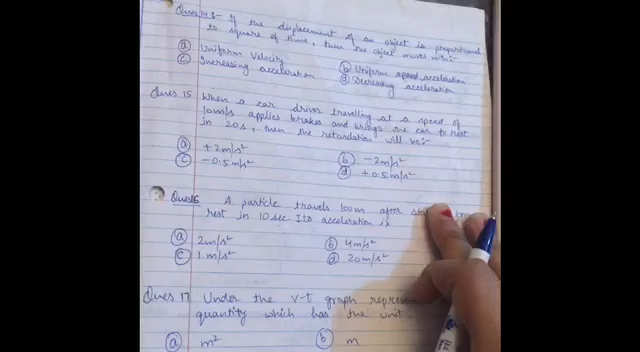 Ques 14:- If the displacement of an object is proportional
to square of time, then the object moves with:-
(a) Uniform Velocity (b) Uniform speed acceleration
(c) Increasing acceleration (d) Decreasing acceleration
Ques 15 When a car driver travelling at a speed of
10m/s applies brakes and brings the car to rest
in 20s, then the retardation will be:-
(a) +2m/s² (b) -2m/s²
(c) -0.5m/s² (d) +0.5m/s²
Ques 16 A particle travels 100m after
rest in 10sec. Its acceleration is
(a) 2m/s² (b) 4m/s²
(c) 1m/s² (d) 20m/s²
Ques 17 Under the V-t graph
quantity which has the unit
(a) m² (b) m